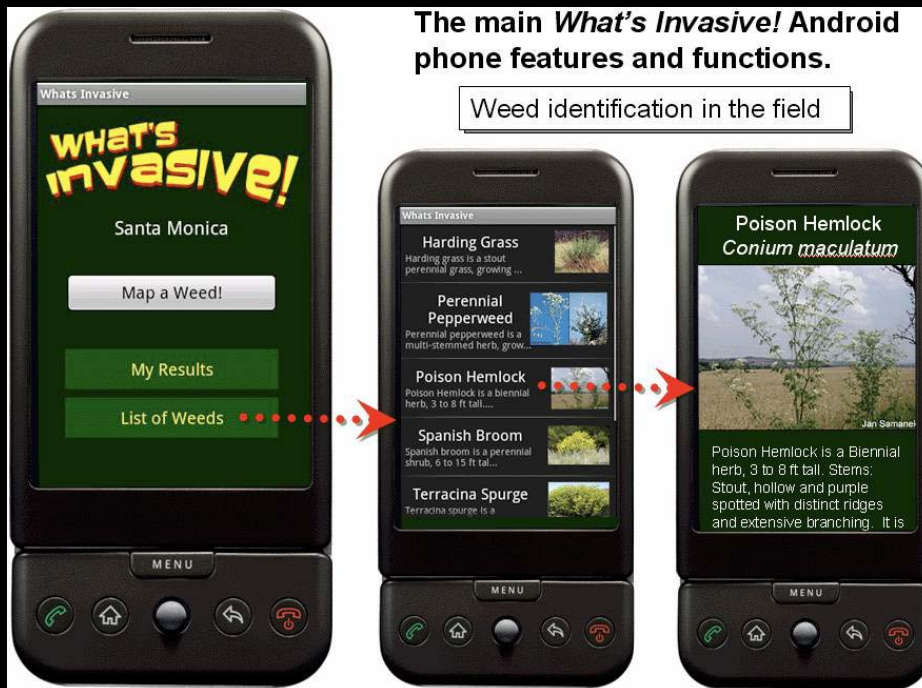 The main What's Invasive! Android
phone features and functions.
Weed identification in the field
Whats Invasive
WHAT'S
invasive!
Santa Monica
Map a Weed!
My Results
List of Weeds
MENU
Whats Invasive
Harding Grass
Harding grass is a stout
perennial grass, growing ...
Perennial
Pepperweed
Perennial pepperweed is a
multi-stemmed herb, grow...
Poison Hemlock
Poison Hemlock is a biennial
herb, 3 to 8 ft tall....
Spanish Broom
Spanish broom is a perennial
shrub, 6 to 15 ft tal...
Terracina Spurge
Terracina spurge is a
MENU
Poison Hemlock
Conium maculatum
Jan Samanek
Poison Hemlock is a Biennial
herb, 3 to 8 ft tall. Stems:
Stout, hollow and purple
spotted with distinct ridges
and extensive branching. It is
MENU